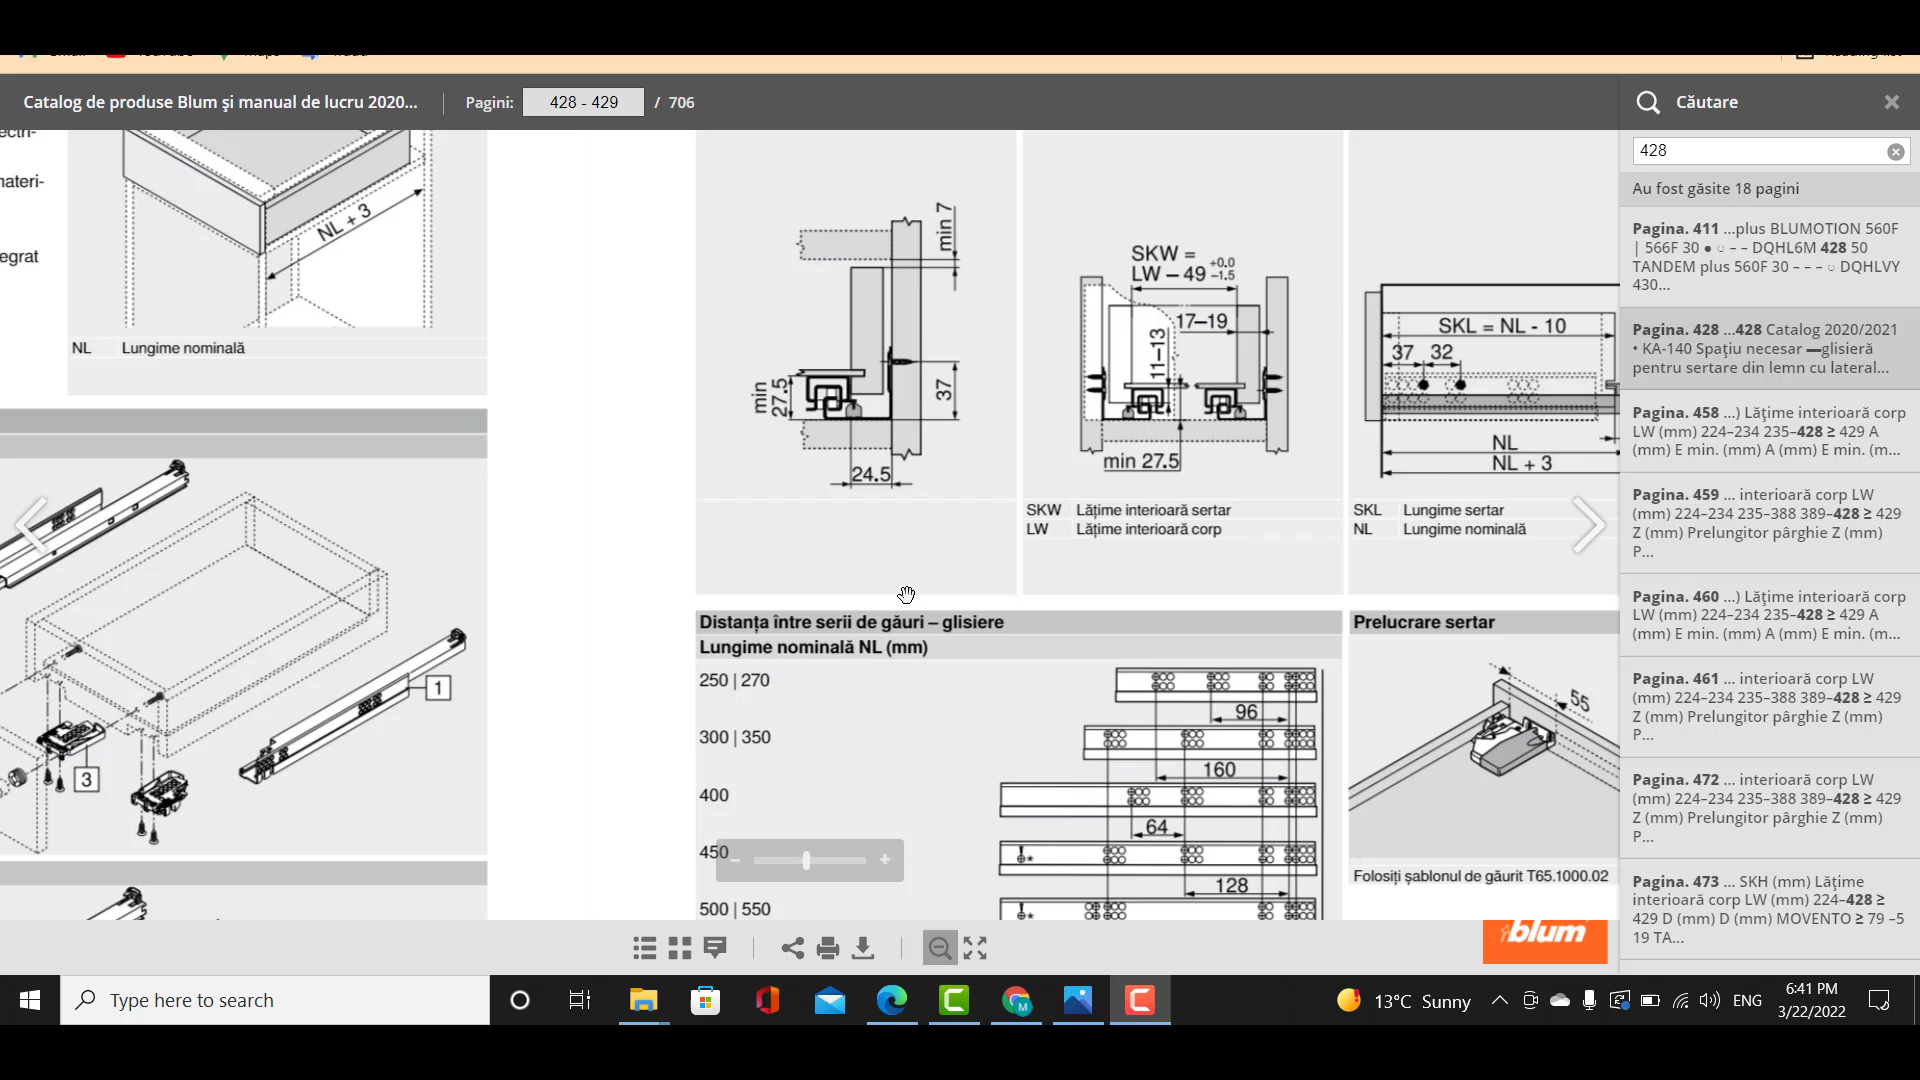 Catalog de produse Blum şi manual de lucru 2020...
Pagini:
428 - 429
/ 706
Căutare
428
Au fost găsite 18 pagini
Pagina. 411 ...plus BLUMOTION 560F
| 566F 30 ● ○ – – DQHL6M 428 50
TANDEM plus 560F 30 – – – ○ DQHLVY
430...
Pagina. 428 ...428 Catalog 2020/2021
• KA-140 Spaţiu necesar —glisieră
pentru sertare din lemn cu lateral...
Pagina. 458 ...) Lăţime interioară corp
LW (mm) 224–234 235–428 ≥ 429 A
(mm) E min. (mm) A (mm) E min. (m...
Pagina. 459 ... interioară corp LW
(mm) 224–234 235–388 389–428 ≥ 429
Z (mm) Prelungitor pârghie Z (mm)
P...
Pagina. 460 ...) Lăţime interioară corp
LW (mm) 224–234 235–428 ≥ 429 A
(mm) E min. (mm) A (mm) E min. (m...
Pagina. 461 ... interioară corp LW
(mm) 224–234 235–388 389–428 ≥ 429
Z (mm) Prelungitor pârghie Z (mm)
P...
Pagina. 472 ... interioară corp LW
(mm) 224–234 235–388 389–428 ≥ 429
Z (mm) Prelungitor pârghie Z (mm)
P...
Pagina. 473 ... SKH (mm) Lăţime
interioară corp LW (mm) 224–428 ≥
429 D (mm) D (mm) MOVENTO ≥ 79 –5
19 TA...
ateri-
egrat
NL + 3
NL Lungime nominală
1
3
min 7
min 27.5
37
24.5
SKW =
LW – 49 +0.0 –1.5
17–19
11–13
min 27.5
SKW Lățime interioară sertar
LW Lățime interioară corp
SKL = NL - 10
37 32
NL
NL + 3
SKL Lungime sertar
NL Lungime nominală
Distanța între serii de găuri – glisiere
Lungime nominală NL (mm)
250 | 270
96
300 | 350
160
400
64
450
128
500 | 550
Prelucrare sertar
55
Folosiți șablonul de găurit T65.1000.02
blum
Type here to search
13°C Sunny
ENG
6:41 PM
3/22/2022